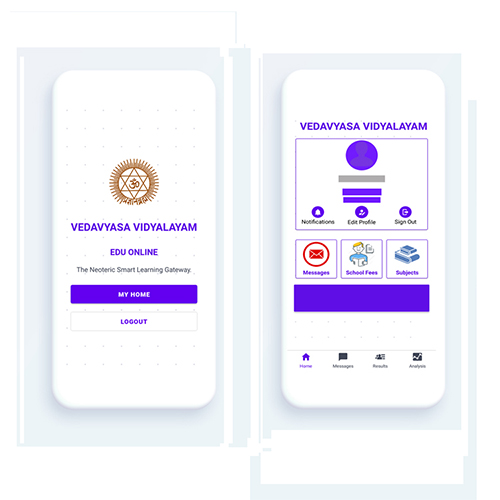 VEDAVYASA VIDYALAYAM
EDU ONLINE
The Neoteric Smart Learning Gateway.
MY HOME
LOGOUT
VEDAVYASA VIDYALAYAM
Notifications
Edit Profile
Sign Out
Messages
School Fees
Subjects
Home
Messages
Results
Analysis